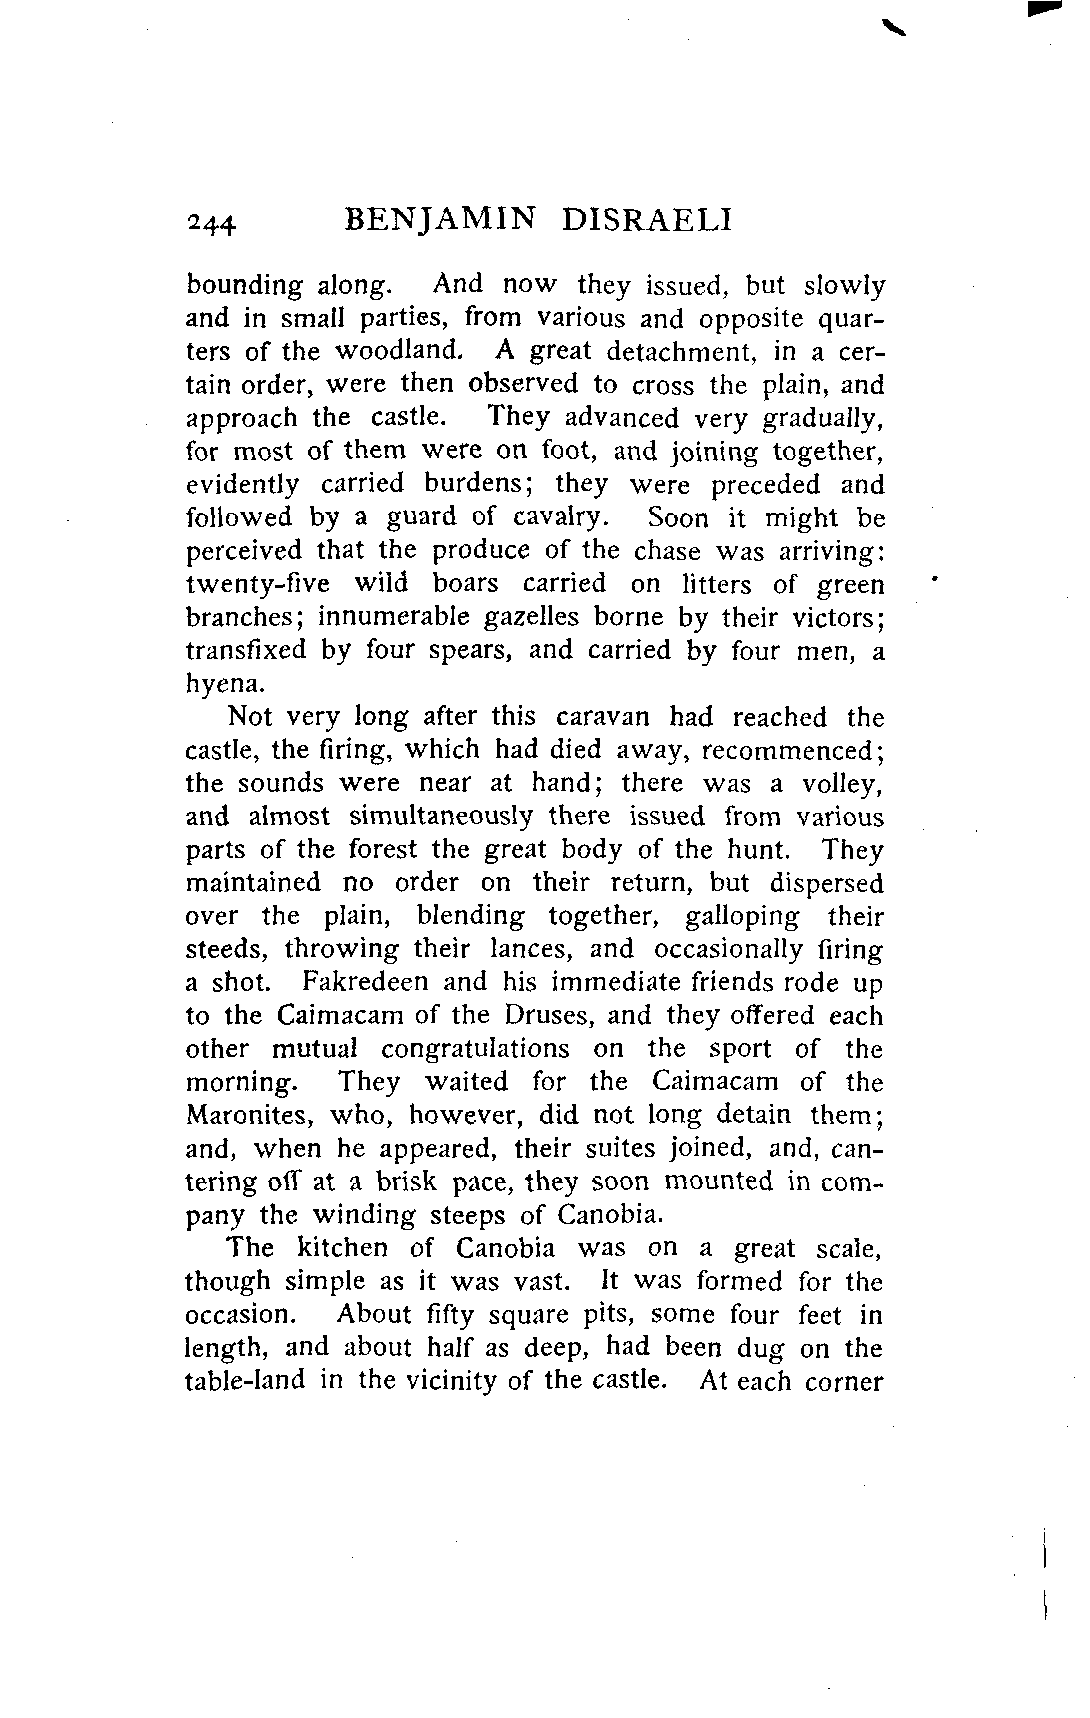 244 BENJAMIN DISRAELI
bounding along. And now they issued, but slowly
and in small parties, from various and opposite quar-
ters of the woodland. A great detachment, in a cer-
tain order, were then observed to cross the plain, and
approach the castle. They advanced very gradually,
for most of them were on foot, and joining together,
evidently carried burdens; they were preceded and
followed by a guard of cavalry. Soon it might be
perceived that the produce of the chase was arriving:
twenty-five wild boars carried on litters of green
branches; innumerable gazelles borne by their victors;
transfixed by four spears, and carried by four men, a
hyena.
Not very long after this caravan had reached the
castle, the firing, which had died away, recommenced;
the sounds were near at hand; there was a volley,
and almost simultaneously there issued from various
parts of the forest the great body of the hunt. They
maintained no order on their return, but dispersed
over the plain, blending together, galloping their
steeds, throwing their lances, and occasionally firing
a shot. Fakredeen and his immediate friends rode up
to the Caimacam of the Druses, and they offered each
other mutual congratulations on the sport of the
morning. They waited for the Caimacam of the
Maronites, who, however, did not long detain them;
and, when he appeared, their suites joined, and, can-
tering off at a brisk pace, they soon mounted in com-
pany the winding steeps of Canobia.
The kitchen of Canobia was on a great scale,
though simple as it was vast. It was formed for the
occasion. About fifty square pits, some four feet in
length, and about half as deep, had been dug on the
table-land in the vicinity of the castle. At each corner